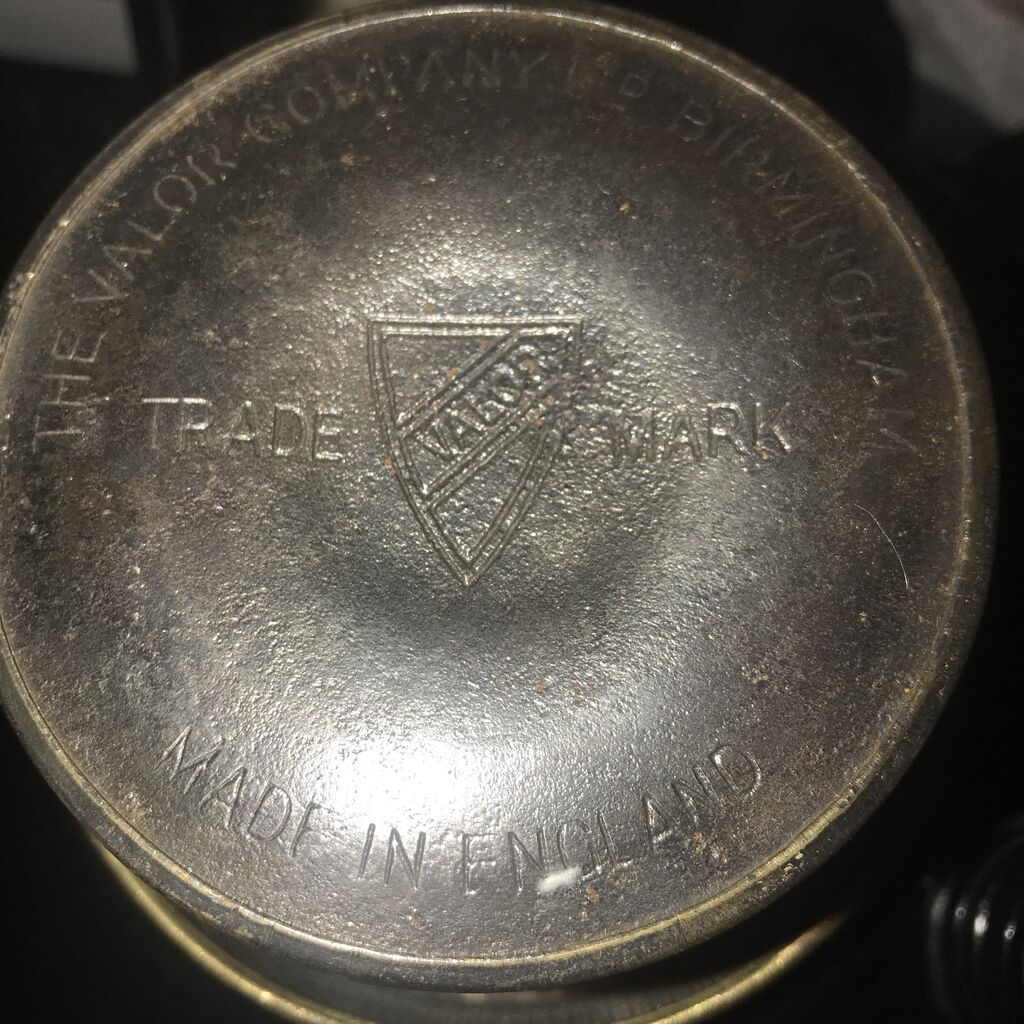 THE VALOR COMPANY LTD BIRMINGHAM
TRADE VALOR MARK
MADE IN ENGLAND